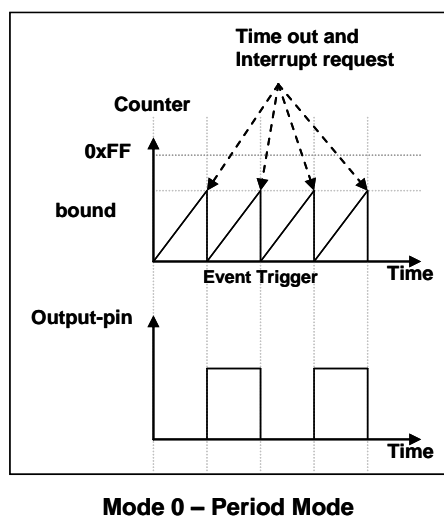 Time out and
Interrupt request
Counter
0xFF
bound
Event Trigger
Time
Output-pin
Time
Mode 0 – Period Mode